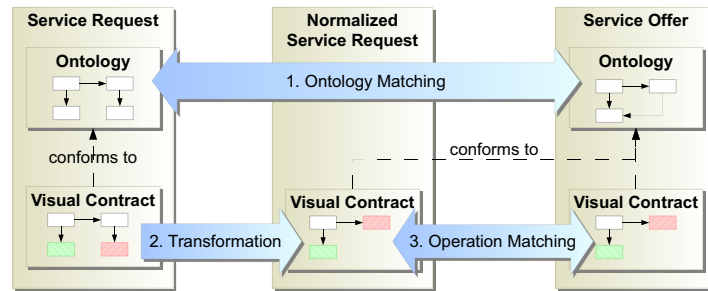 Service Request
Normalized
Service Request
Service Offer
Ontology
Ontology
1. Ontology Matching
conforms to
conforms to
Visual Contract
Visual Contract
Visual Contract
2. Transformation
3. Operation Matching